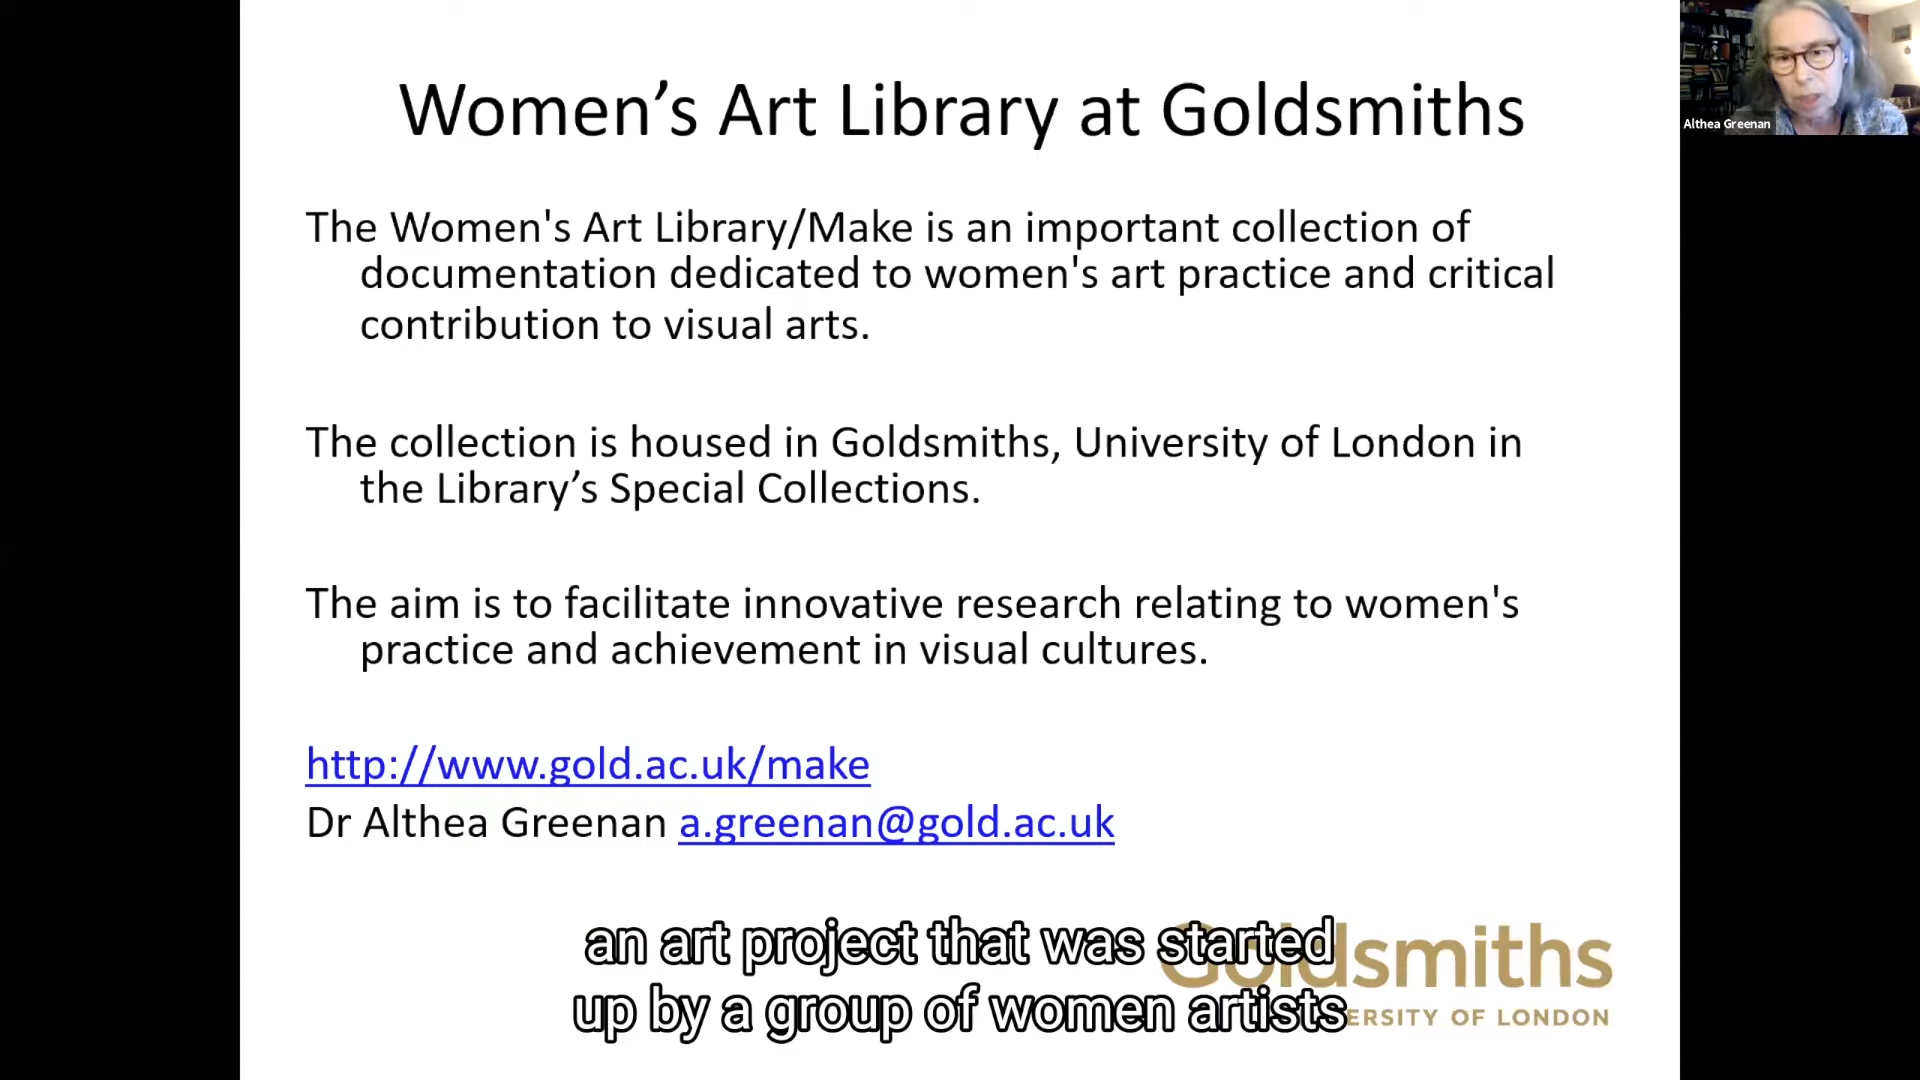 Women’s Art Library at Goldsmiths
Althea Greenan
The Women's Art Library/Make is an important collection of
documentation dedicated to women's art practice and critical
contribution to visual arts.
The collection is housed in Goldsmiths, University of London in
the Library’s Special Collections.
The aim is to facilitate innovative research relating to women's
practice and achievement in visual cultures.
http://www.gold.ac.uk/make
Dr Althea Greenan a.greenan@gold.ac.uk
an art project that was started
up by a group of women artists
Goldsmiths
UNIVERSITY OF LONDON